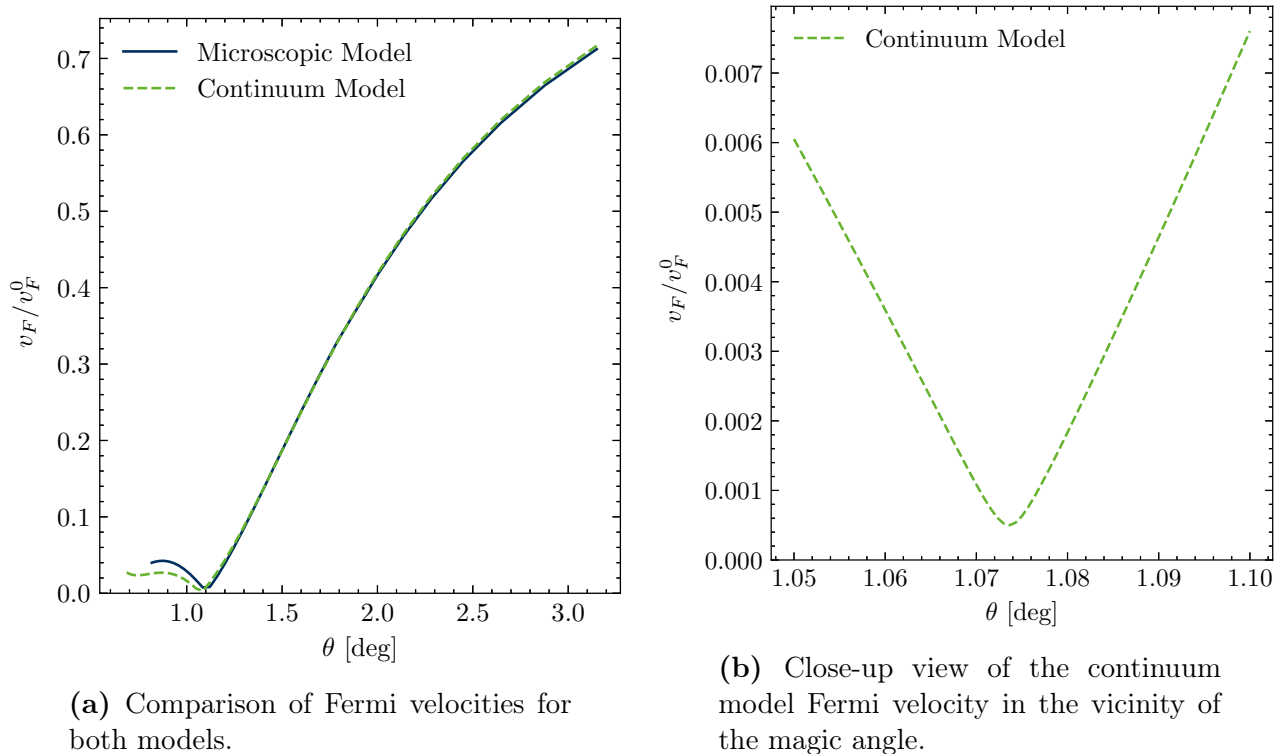 Microscopic Model
Continuum Model
0.7
0.6
0.5
0.4
0.3
0.2
0.1
0.0
v_F/v_F^0
1.0 1.5 2.0 2.5 3.0
θ [deg]
(a) Comparison of Fermi velocities for
both models.
Continuum Model
0.007
0.006
0.005
0.004
0.003
0.002
0.001
0.000
v_F/v_F^0
1.05 1.06 1.07 1.08 1.09 1.10
θ [deg]
(b) Close-up view of the continuum
model Fermi velocity in the vicinity of
the magic angle.